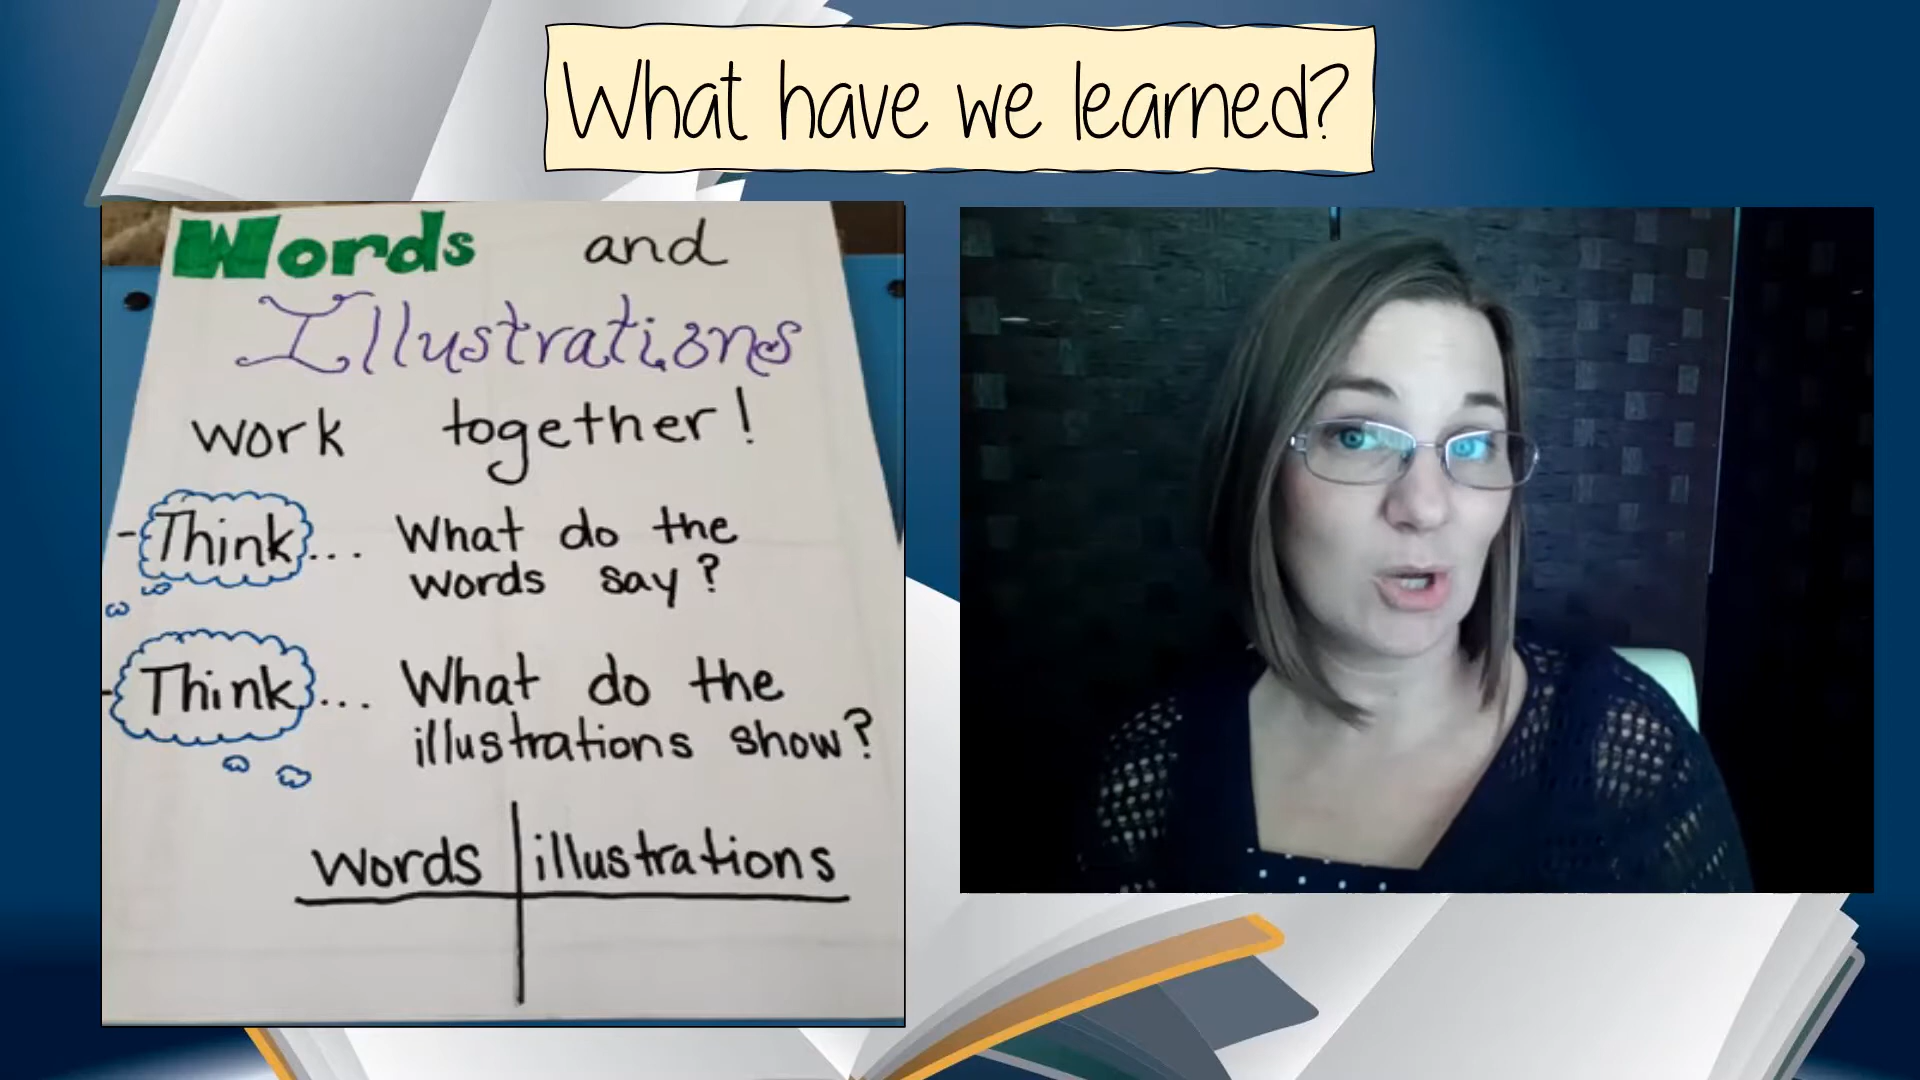 What have we learned?
Words and
Illustrations
work together!
-Think... What do the
words say?
-Think... What do the
illustrations show?
words illustrations